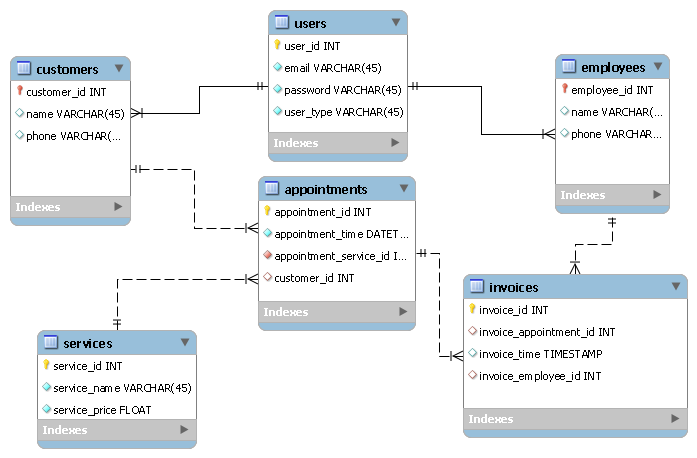 users
user_id INT
email VARCHAR(45)
password VARCHAR(45)
user_type VARCHAR(45)
Indexes
customers
customer_id INT
name VARCHAR(45)
phone VARCHAR(...
Indexes
employees
employee_id INT
name VARCHAR(...
phone VARCHAR...
Indexes
appointments
appointment_id INT
appointment_time DATET...
appointment_service_id I...
customer_id INT
Indexes
invoices
invoice_id INT
invoice_appointment_id INT
invoice_time TIMESTAMP
invoice_employee_id INT
Indexes
services
service_id INT
service_name VARCHAR(45)
service_price FLOAT
Indexes